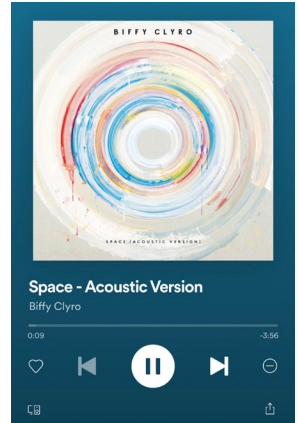 BIFFY CLYRO
SPACE (ACOUSTIC VERSION)
Space - Acoustic Version
Biffy Clyro
0:09 -3:56